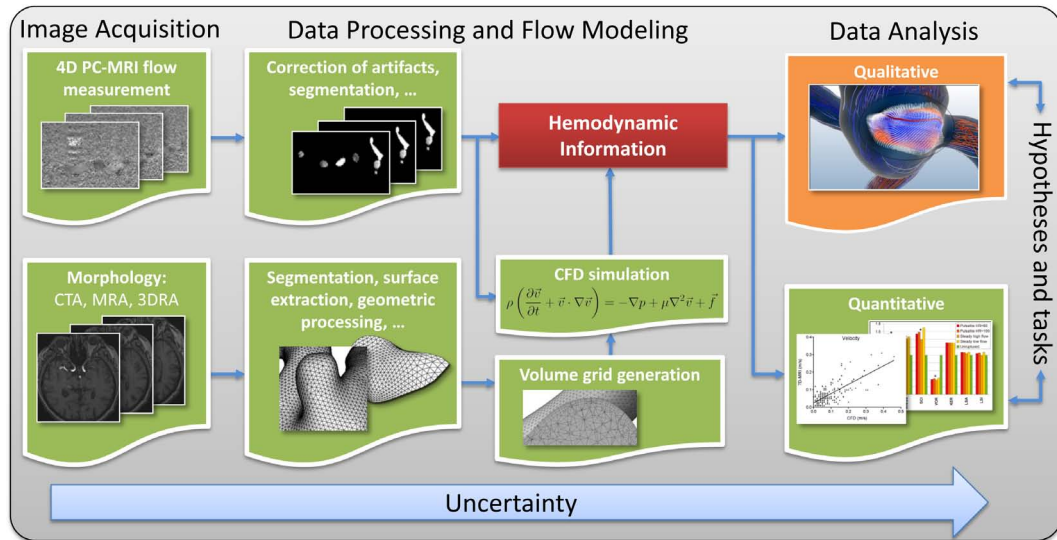 Image Acquisition
Data Processing and Flow Modeling
Data Analysis
4D PC-MRI flow
measurement
Correction of artifacts,
segmentation, …
Hemodynamic
Information
Qualitative
Hypotheses and tasks
Morphology:
CTA, MRA, 3DRA
Segmentation, surface
extraction, geometric
processing, …
CFD simulation
ρ(∂v⃗/∂t + v⃗ · ∇v⃗) = −∇p + μ∇²v⃗ + f⃗
Volume grid generation
Quantitative
Velocity
CFD (m/s)
Uncertainty